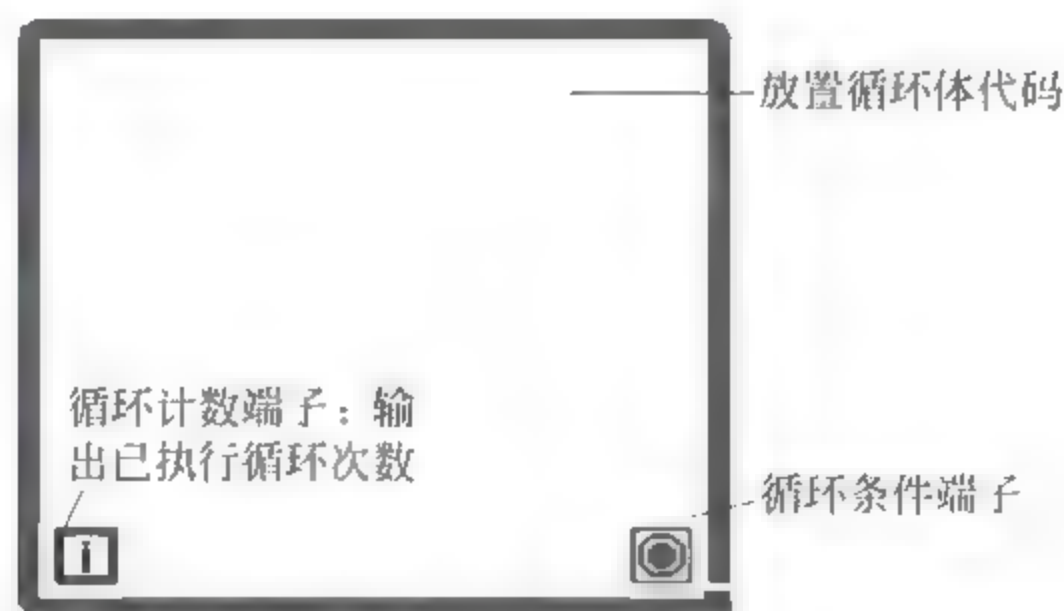 放置循环体代码
循环计数端子：输
出已执行循环次数
循环条件端子
i